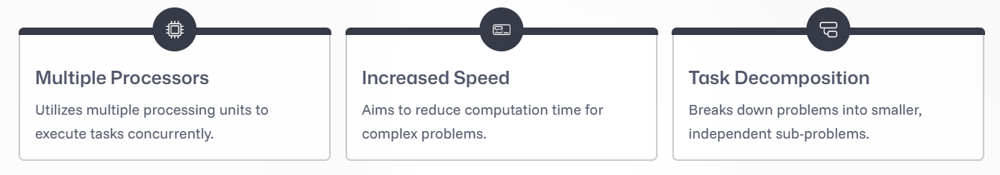 Multiple Processors
Utilizes multiple processing units to
execute tasks concurrently.
Increased Speed
Aims to reduce computation time for
complex problems.
Task Decomposition
Breaks down problems into smaller,
independent sub-problems.